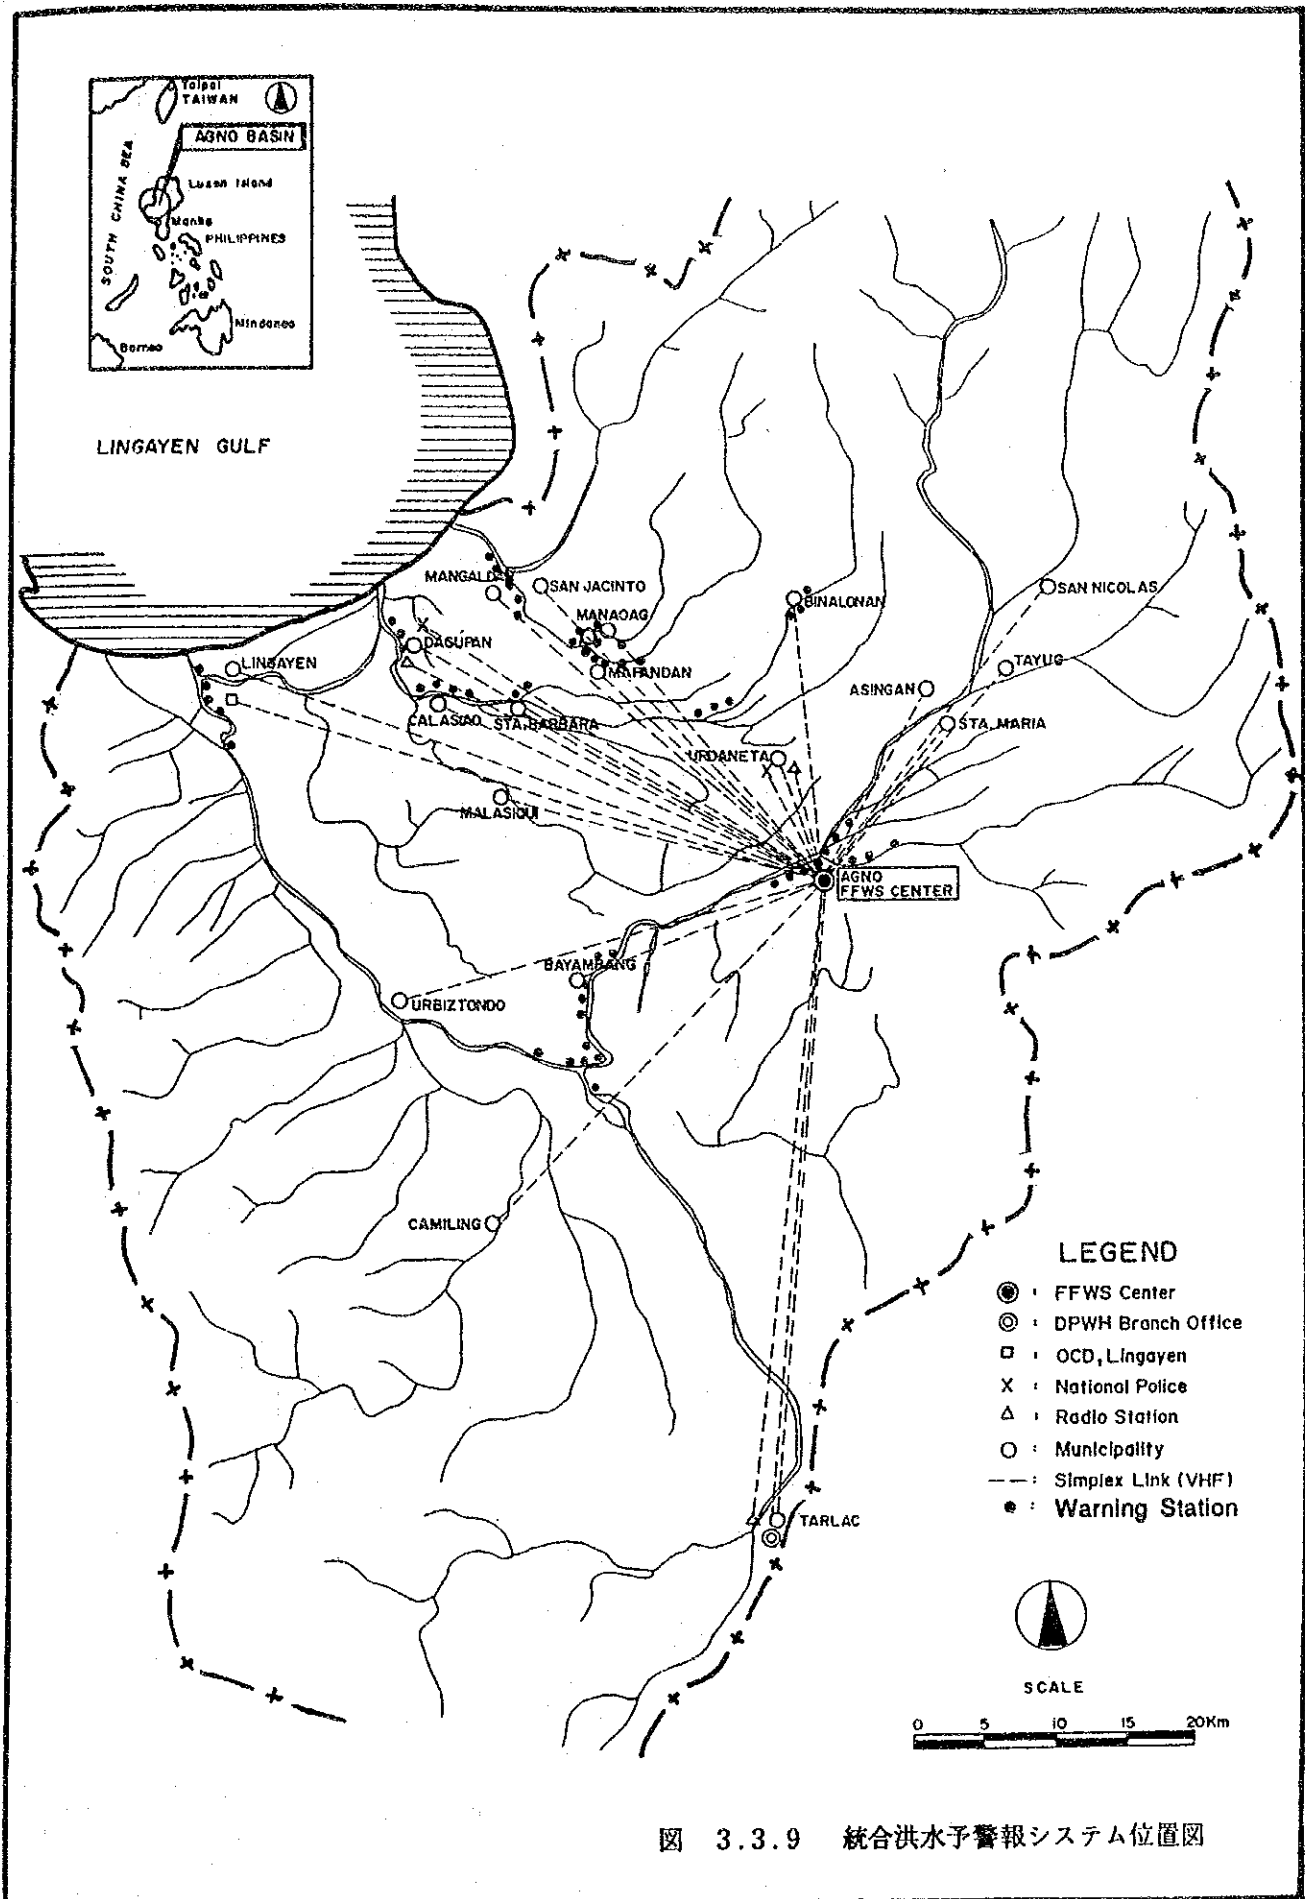 Taipei
TAIWAN
AGNO BASIN
SOUTH CHINA SEA
Luzon Island
Manila
PHILIPPINES
Mindanao
Borneo
LINGAYEN GULF
MANGALDAN
SAN JACINTO
MANAOAG
BINALONAN
SAN NICOLAS
DAGUPAN
LINGAYEN
MAPANDAN
TAYUG
ASINGAN
CALASIAO
STA. BARBARA
STA. MARIA
URDANETA
MALASIQUI
AGNO
FFWS CENTER
BAYAMBANG
URBIZTONDO
CAMILING
TARLAC
LEGEND
: FFWS Center
: DPWH Branch Office
: OCD, Lingayen
X : National Police
: Radio Station
: Municipality
: Simplex Link (VHF)
: Warning Station
SCALE
0 5 10 15 20Km
図 3.3.9 統合洪水予警報システム位置図